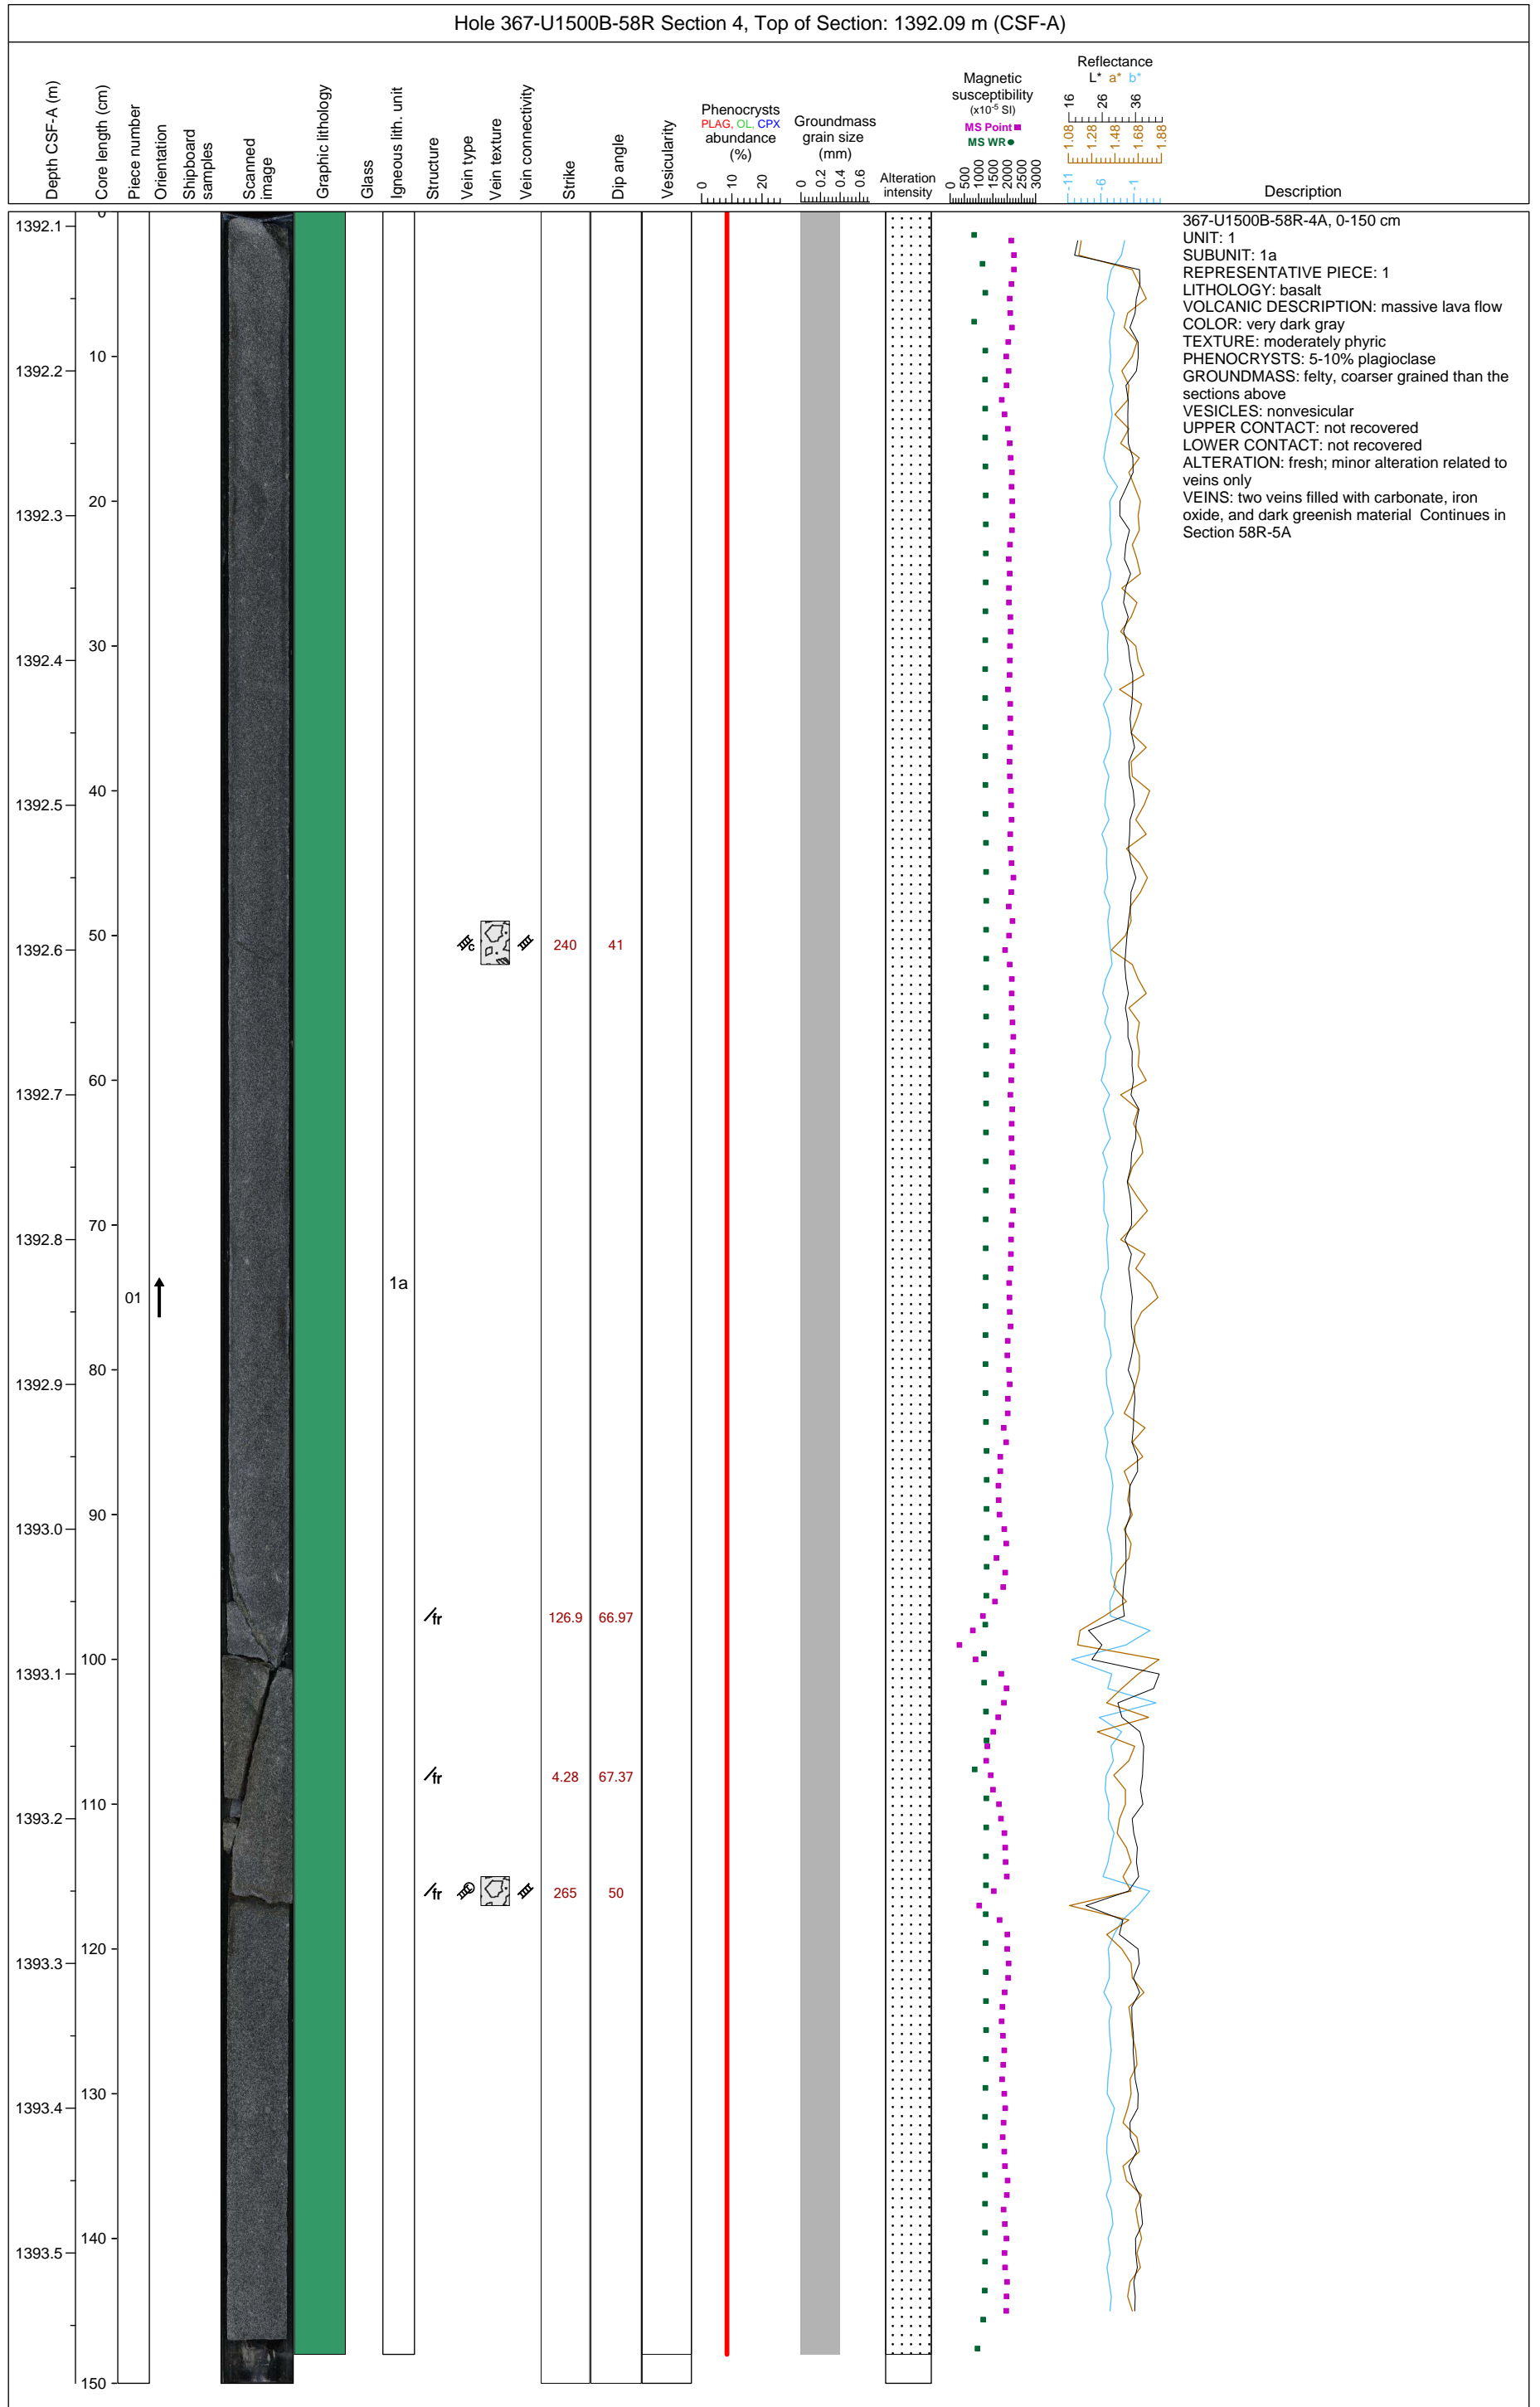 Hole 367-U1500B-58R Section 4, Top of Section: 1392.09 m (CSF-A)
Depth CSF-A (m)
Core length (cm)
Piece number
Orientation
Shipboard
samples
Scanned
image
Graphic lithology
Glass
Igneous lith. unit
Structure
Vein type
Vein texture
Vein connectivity
Strike
Dip angle
Vesicularity
Phenocrysts
PLAG, OL, CPX
abundance
(%)
0 10 20
Groundmass
grain size
(mm)
0 0.2 0.4 0.6
Alteration
intensity
Magnetic
susceptibility
(x10-5 SI)
MS Point
MS WR
0 500 1000 1500 2000 2500 3000
Reflectance
L* a* b*
16 26 36
1.08 1.28 1.48 1.68 1.88
-11 -6 -1
Description
367-U1500B-58R-4A, 0-150 cm
UNIT: 1
SUBUNIT: 1a
REPRESENTATIVE PIECE: 1
LITHOLOGY: basalt
VOLCANIC DESCRIPTION: massive lava flow
COLOR: very dark gray
TEXTURE: moderately phyric
PHENOCRYSTS: 5-10% plagioclase
GROUNDMASS: felty, coarser grained than the
sections above
VESICLES: nonvesicular
UPPER CONTACT: not recovered
LOWER CONTACT: not recovered
ALTERATION: fresh; minor alteration related to
veins only
VEINS: two veins filled with carbonate, iron
oxide, and dark greenish material Continues in
Section 58R-5A
0
1392.1
10
1392.2
20
1392.3
30
1392.4
40
1392.5
50
c 240 41
1392.6
60
1392.7
70
1392.8
01 1a
80
1392.9
90
1393.0
fr 126.9 66.97
100
1393.1
fr 4.28 67.37
110
1393.2
fr c 265 50
120
1393.3
130
1393.4
140
1393.5
150